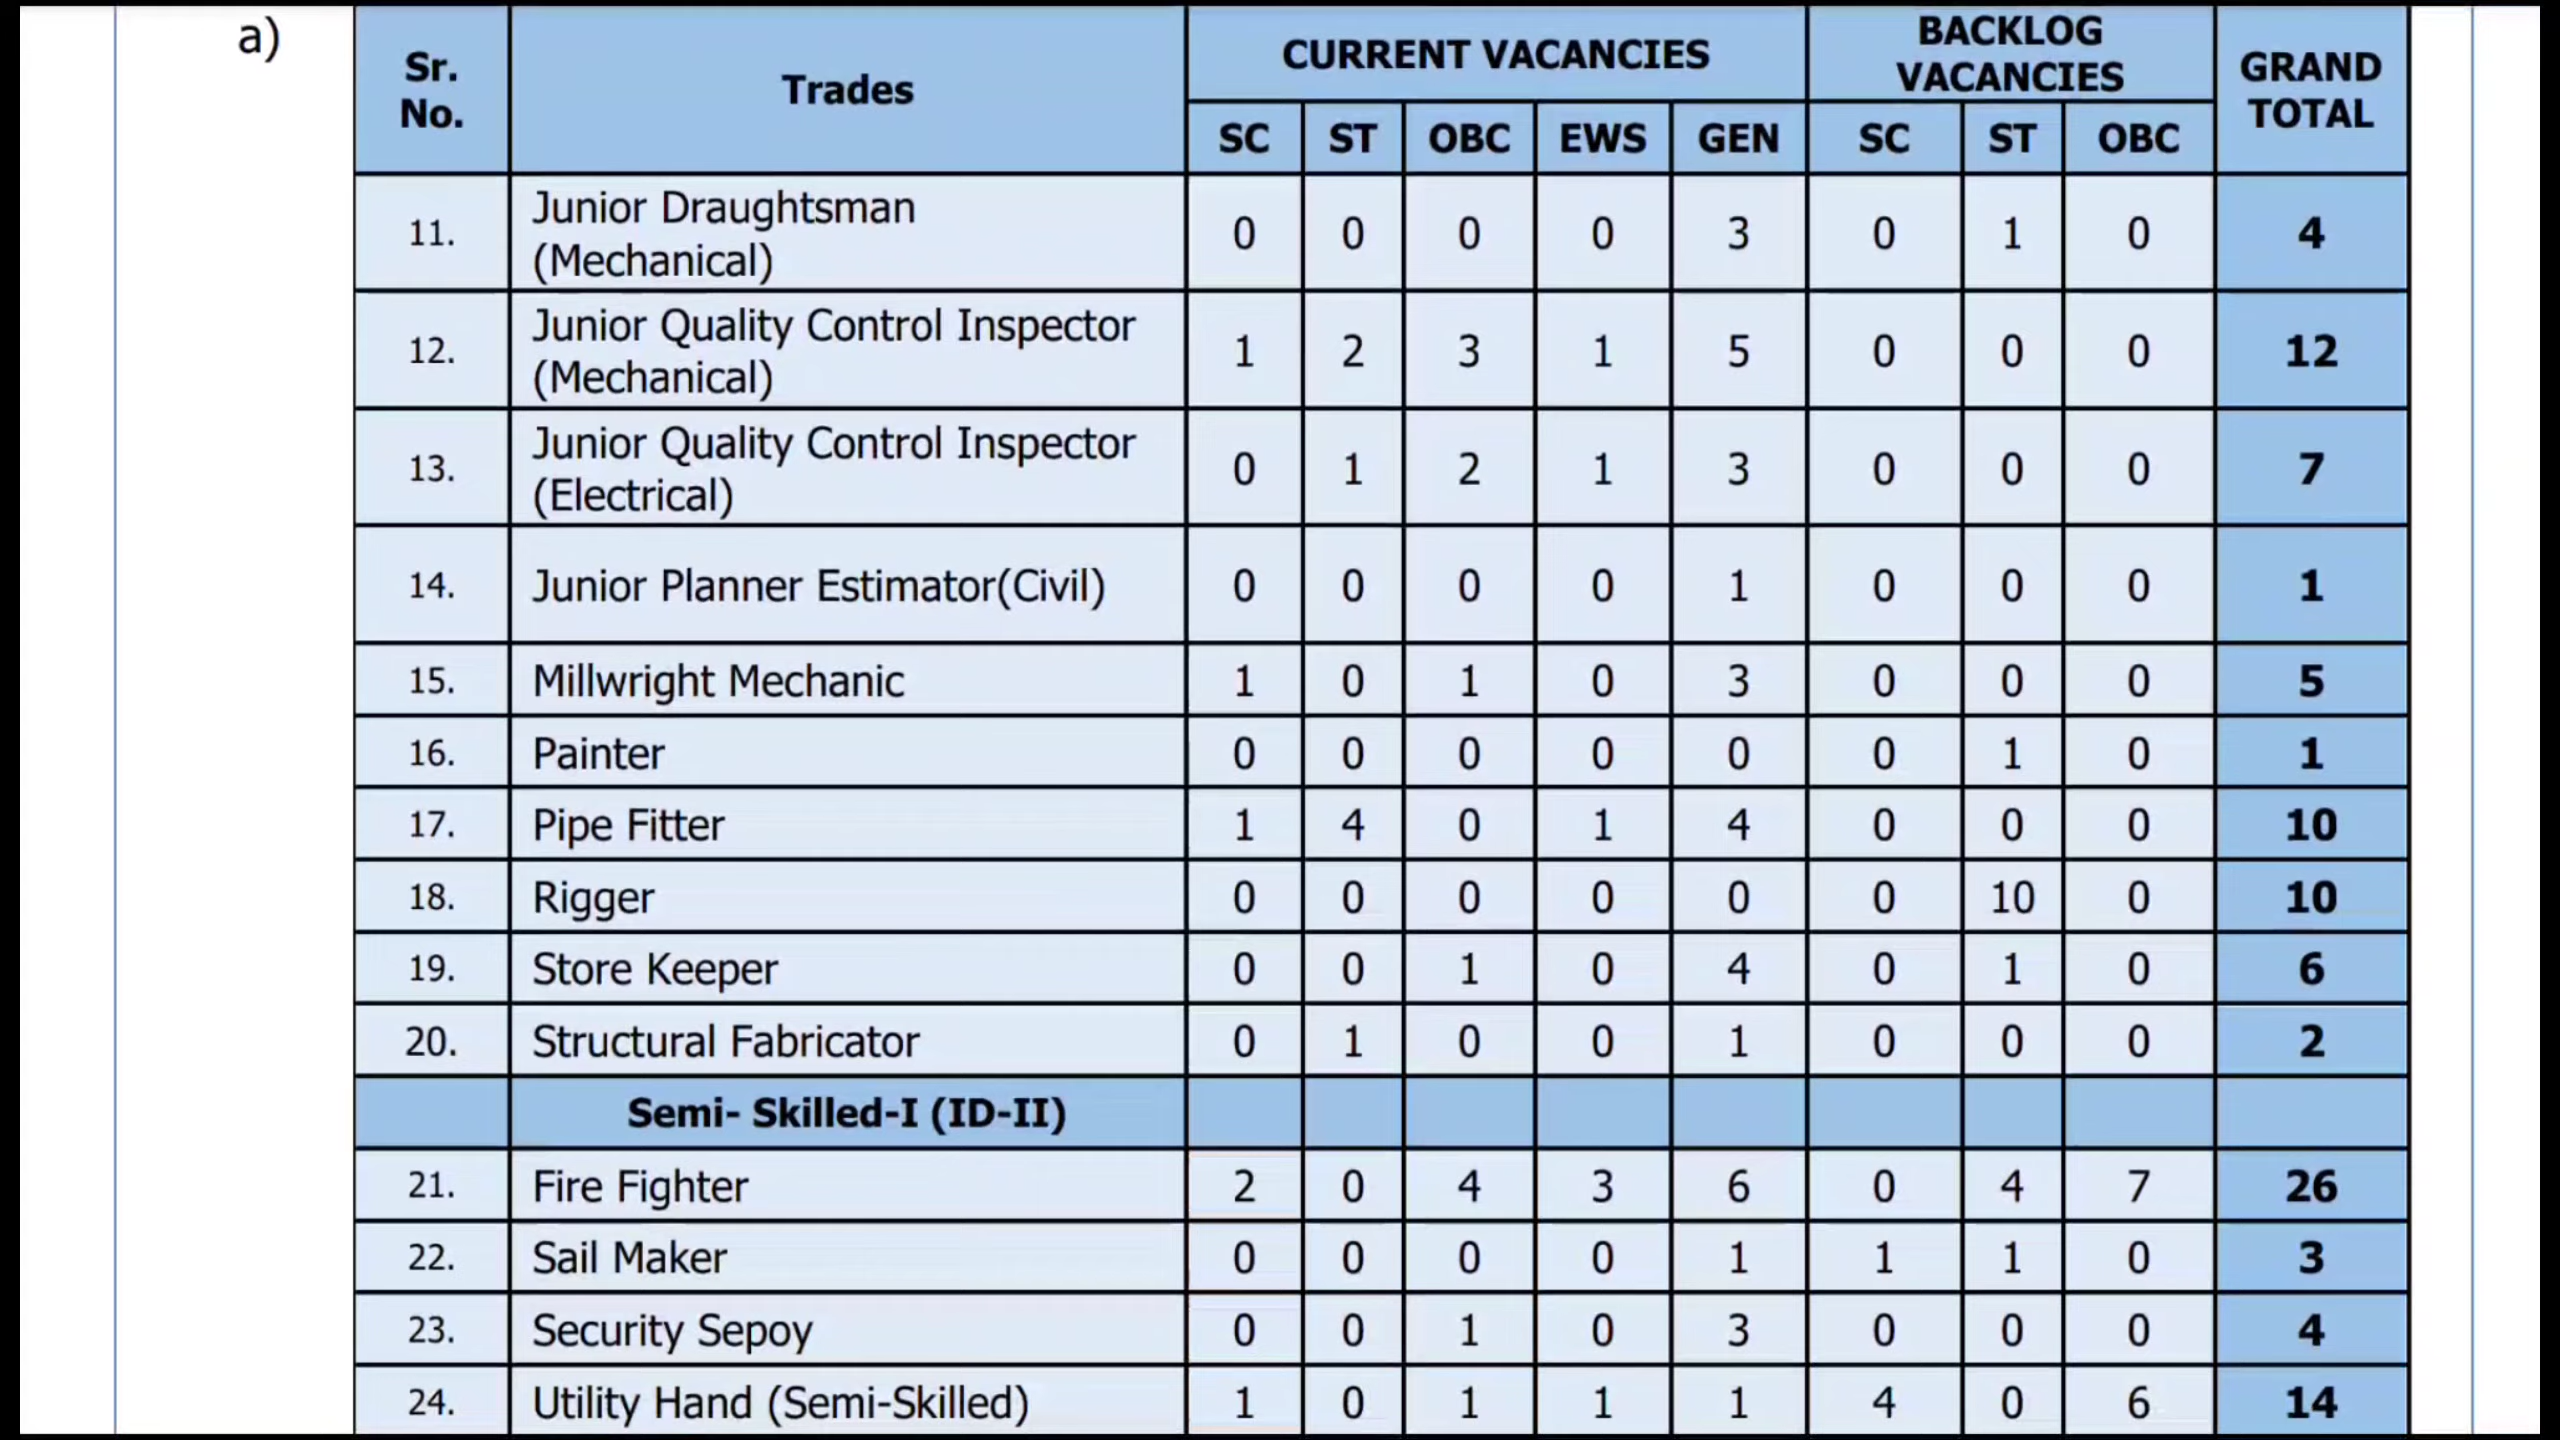 a)
Sr. No. Trades CURRENT VACANCIES BACKLOG VACANCIES GRAND TOTAL
SC ST OBC EWS GEN SC ST OBC
11. Junior Draughtsman (Mechanical) 0 0 0 0 3 0 1 0 4
12. Junior Quality Control Inspector (Mechanical) 1 2 3 1 5 0 0 0 12
13. Junior Quality Control Inspector (Electrical) 0 1 2 1 3 0 0 0 7
14. Junior Planner Estimator(Civil) 0 0 0 0 1 0 0 0 1
15. Millwright Mechanic 1 0 1 0 3 0 0 0 5
16. Painter 0 0 0 0 0 0 1 0 1
17. Pipe Fitter 1 4 0 1 4 0 0 0 10
18. Rigger 0 0 0 0 0 0 10 0 10
19. Store Keeper 0 0 1 0 4 0 1 0 6
20. Structural Fabricator 0 1 0 0 1 0 0 0 2
Semi- Skilled-I (ID-II)
21. Fire Fighter 2 0 4 3 6 0 4 7 26
22. Sail Maker 0 0 0 0 1 1 1 0 3
23. Security Sepoy 0 0 1 0 3 0 0 0 4
24. Utility Hand (Semi-Skilled) 1 0 1 1 1 4 0 6 14